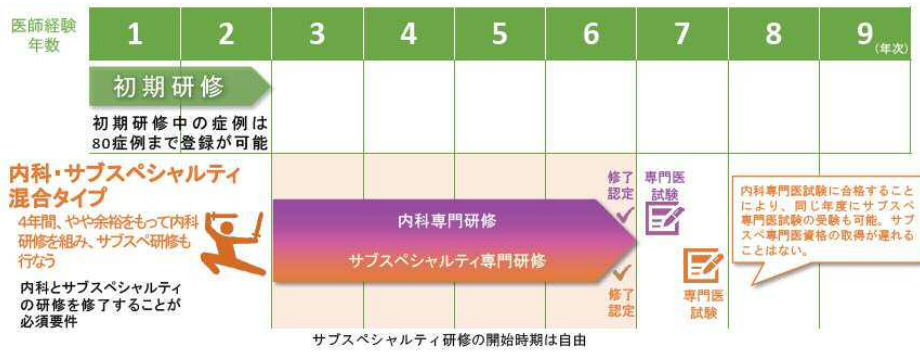 医師経験
年数
1 2 3 4 5 6 7 8 9(年次)
初期研修
初期研修中の症例は
80症例まで登録が可能
内科・サブスペシャルティ
混合タイプ
4年間、やや余裕をもって内科
研修を組み、サブスペ研修も
行なう
内科とサブスペシャルティ
の研修を修了することが
必須要件
内科専門研修
サブスペシャルティ専門研修
修了
認定
専門医
試験
修了
認定
専門医
試験
内科専門医試験に合格すること
により、同じ年度にサブスペ
専門医試験の受験も可能。サブ
スペ専門医資格の取得が遅れる
ことはない。
サブスペシャルティ研修の開始時期は自由